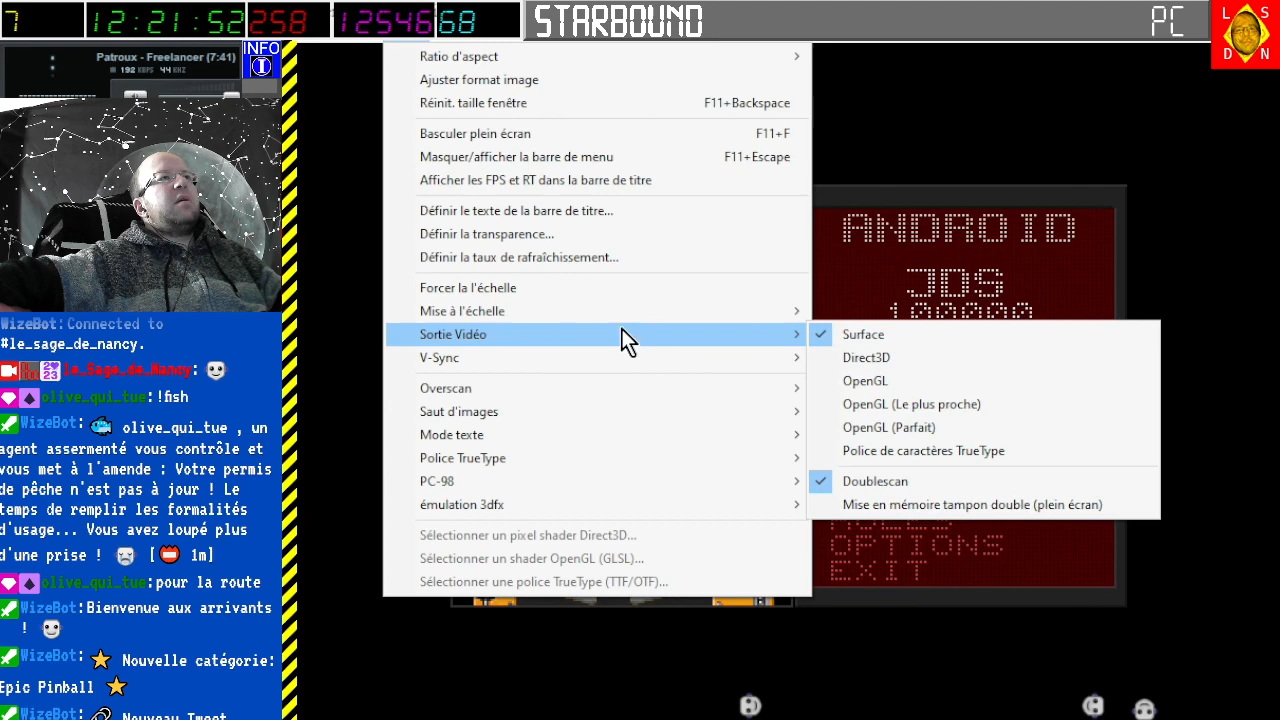 7
12:21:52
258
12546
68
STARBOUND
PC
L S
D N
Patroux - Freelancer (7:41)
192 KBPS 44 KHZ
INFO
WizeBot:Connected to
#le_sage_de_nancy.
le_Sage_de_Nancy:
olive_qui_tue:!fish
WizeBot: olive_qui_tue , un
agent assermenté vous contrôle et
vous met à l'amende : Votre permis
de pêche n'est pas à jour ! Le
temps de remplir les formalités
d'usage... Vous avez loupé plus
d'une prise ! [ 1m]
olive_qui_tue:pour la route
WizeBot:Bienvenue aux arrivants
!
WizeBot: Nouvelle catégorie:
Epic Pinball
WizeBot: Nouveau Tweet
Ratio d'aspect
Ajuster format image
Réinit. taille fenêtre F11+Backspace
Basculer plein écran F11+F
Masquer/afficher la barre de menu F11+Escape
Afficher les FPS et RT dans la barre de titre
Définir le texte de la barre de titre...
Définir la transparence...
Définir la taux de rafraîchissement...
Forcer la l'échelle
Mise à l'échelle
Sortie Vidéo
V-Sync
Overscan
Saut d'images
Mode texte
Police TrueType
PC-98
émulation 3dfx
Sélectionner un pixel shader Direct3D...
Sélectionner un shader OpenGL (GLSL)...
Sélectionner une police TrueType (TTF/OTF)...
Surface
Direct3D
OpenGL
OpenGL (Le plus proche)
OpenGL (Parfait)
Police de caractères TrueType
Doublescan
Mise en mémoire tampon double (plein écran)
ANDROID
JDS
OPTIONS
EXIT